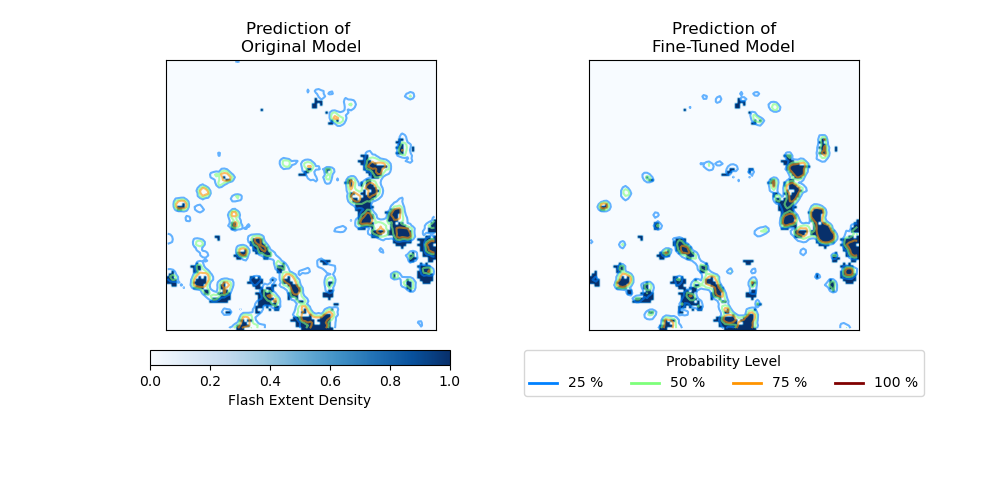 Prediction of
Original Model
Prediction of
Fine-Tuned Model
0.0 0.2 0.4 0.6 0.8 1.0
Flash Extent Density
Probability Level
25 % 50 % 75 % 100 %